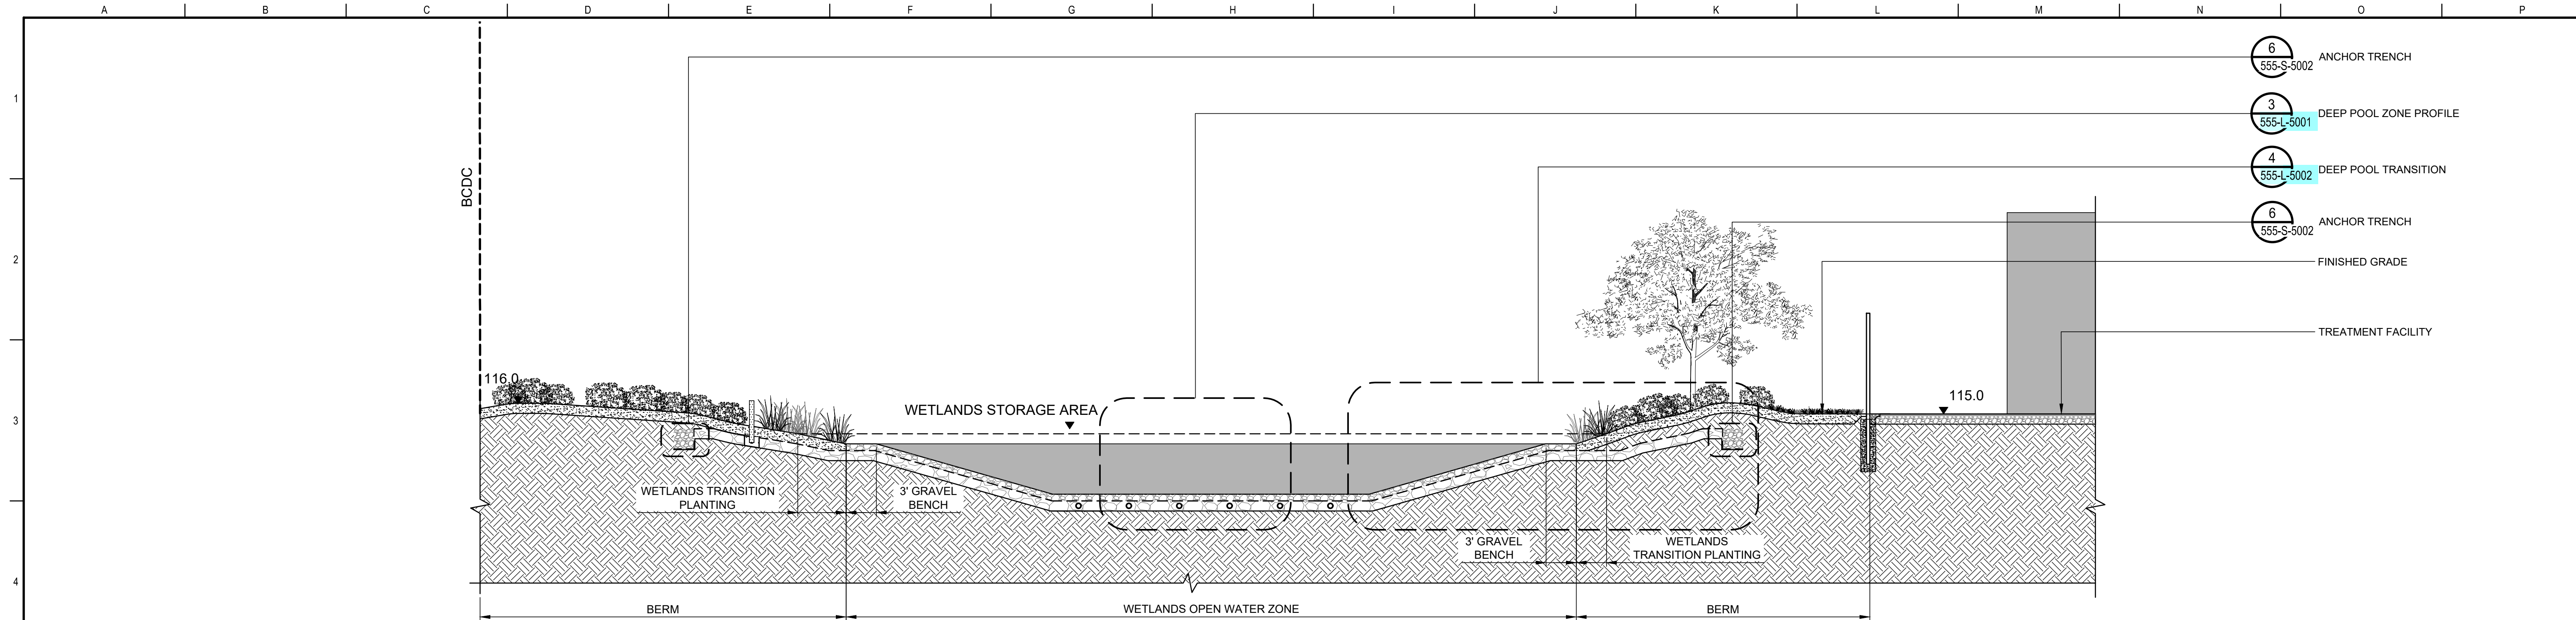 A B C D E F G H I J K L M N O P
6
555-S-5002
ANCHOR TRENCH
1
3
555-L-5001
DEEP POOL ZONE PROFILE
4
555-L-5002
DEEP POOL TRANSITION
BCDC
6
555-S-5002
ANCHOR TRENCH
2
FINISHED GRADE
TREATMENT FACILITY
116.0
WETLANDS STORAGE AREA
115.0
3
WETLANDS TRANSITION
PLANTING
3' GRAVEL
BENCH
3' GRAVEL
BENCH
WETLANDS
TRANSITION PLANTING
4
BERM
WETLANDS OPEN WATER ZONE
BERM